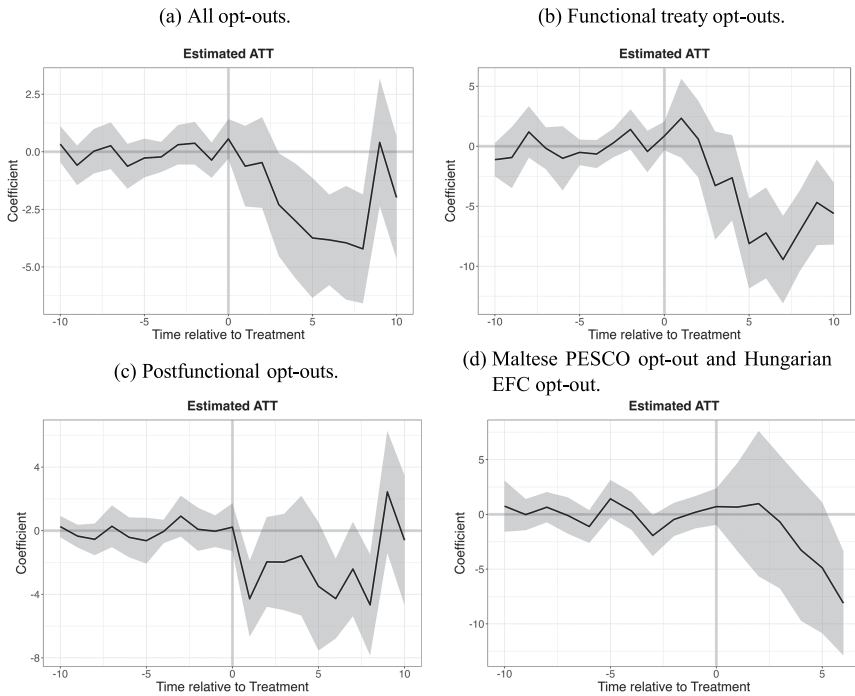 (a) All opt-outs.
Estimated ATT
2.5
0.0
-2.5
-5.0
Coefficient
-10 -5 0 5 10
Time relative to Treatment
(b) Functional treaty opt-outs.
Estimated ATT
5
0
-5
-10
Coefficient
-10 -5 0 5 10
Time relative to Treatment
(c) Postfunctional opt-outs.
Estimated ATT
4
0
-4
-8
Coefficient
-10 -5 0 5 10
Time relative to Treatment
(d) Maltese PESCO opt-out and Hungarian
EFC opt-out.
Estimated ATT
5
0
-5
-10
Coefficient
-10 -5 0 5
Time relative to Treatment